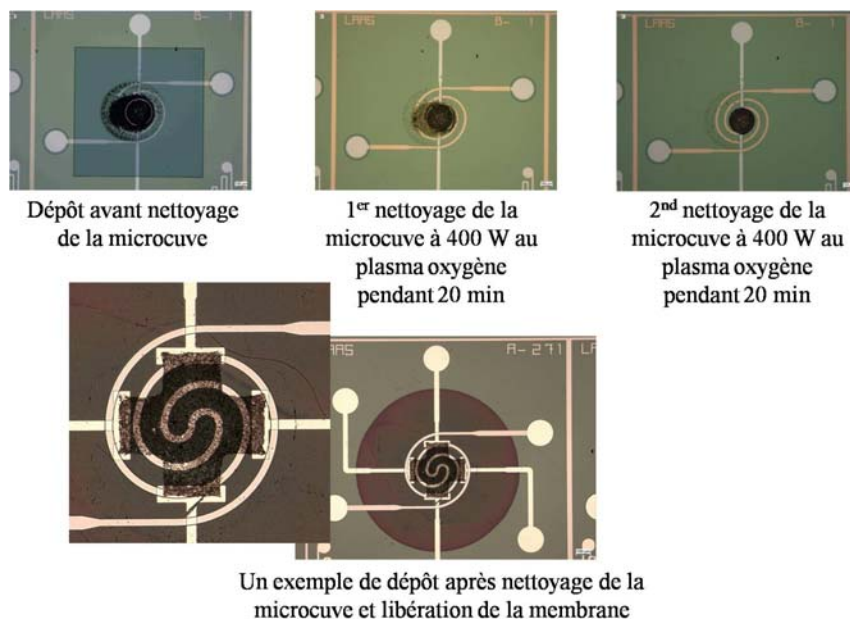 LAAS B- 1
LAAS B- 1
B- 1
Dépôt avant nettoyage
de la microcuve
1er nettoyage de la
microcuve à 400 W au
plasma oxygène
pendant 20 min
2nd nettoyage de la
microcuve à 400 W au
plasma oxygène
pendant 20 min
AAS A-271 LA
Un exemple de dépôt après nettoyage de la
microcuve et libération de la membrane